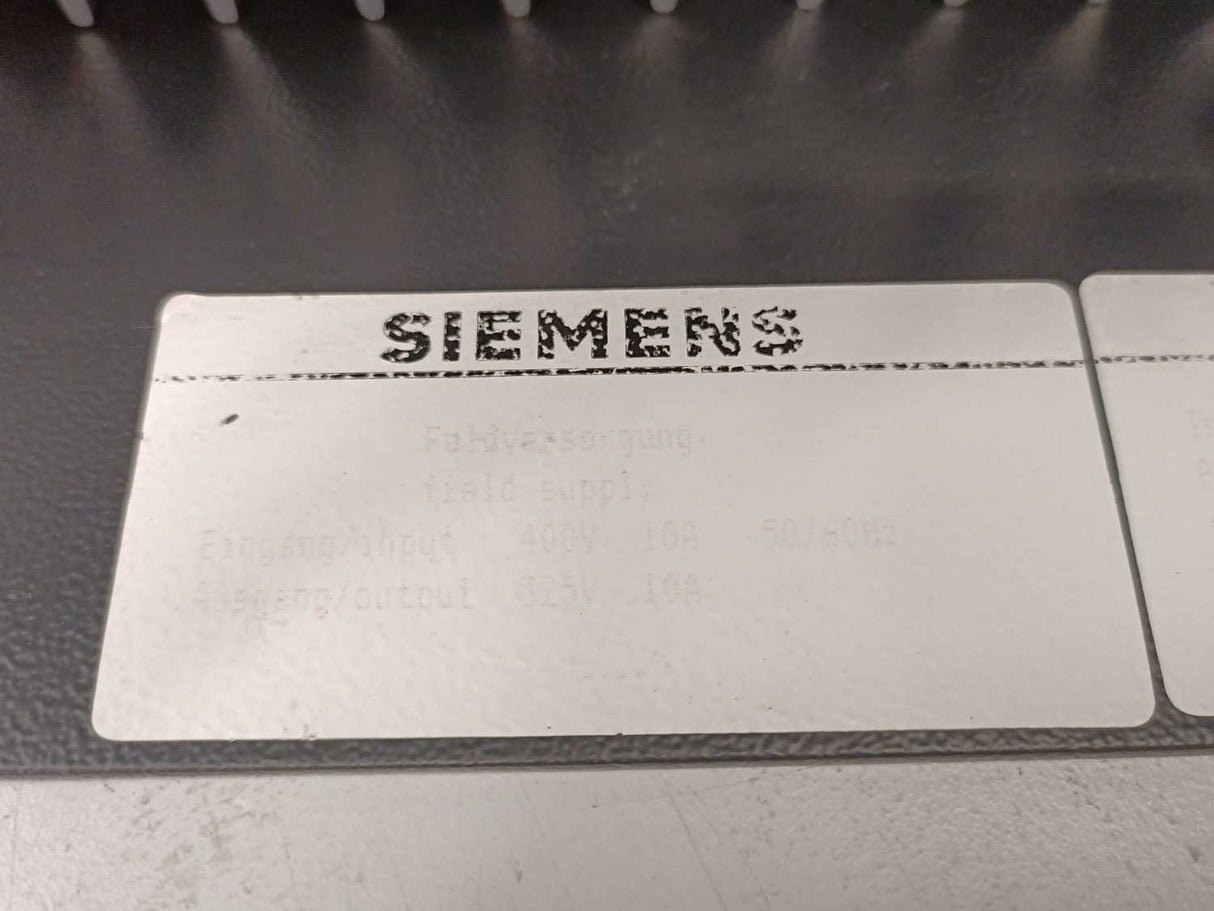 SIEMENS
Feldversorgung
field supply
Eingang/input 400V 10A 50/60Hz
Ausgang/output 325V 10A